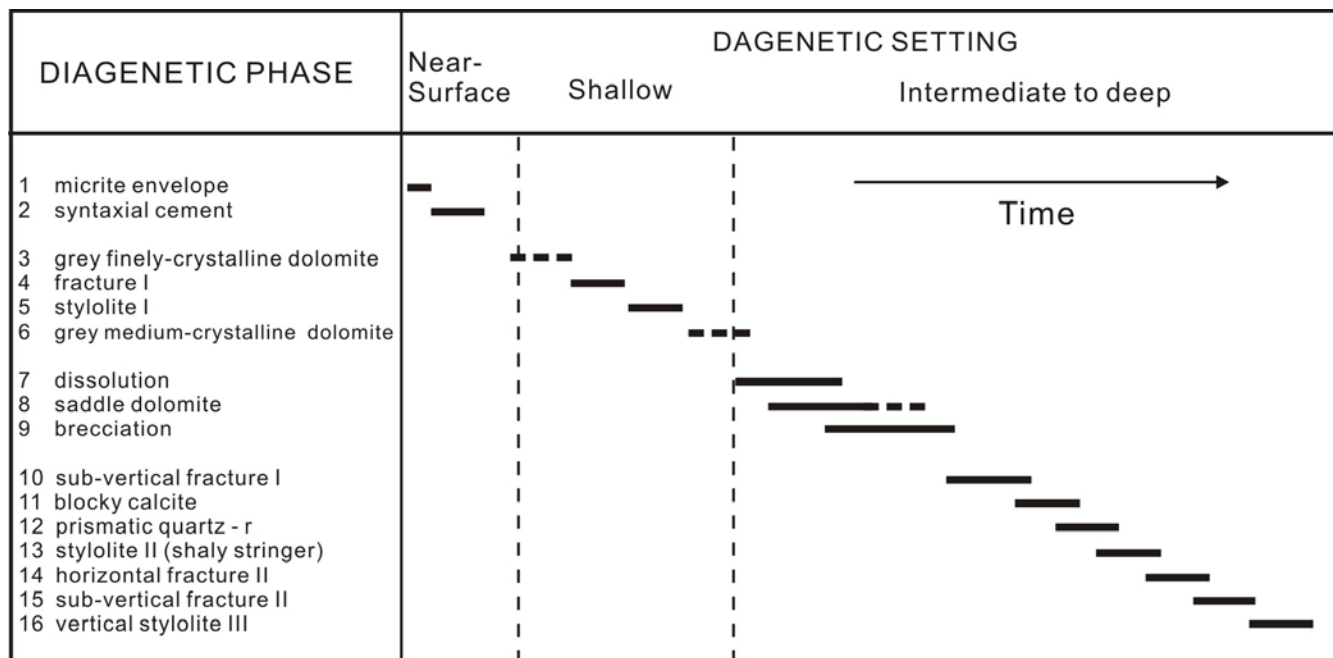 DIAGENETIC PHASE
Near-
Surface
DAGENETIC SETTING
Shallow
Intermediate to deep
Time
1 micrite envelope
2 syntaxial cement
3 grey finely-crystalline dolomite
4 fracture I
5 stylolite I
6 grey medium-crystalline dolomite
7 dissolution
8 saddle dolomite
9 brecciation
10 sub-vertical fracture I
11 blocky calcite
12 prismatic quartz - r
13 stylolite II (shaly stringer)
14 horizontal fracture II
15 sub-vertical fracture II
16 vertical stylolite III